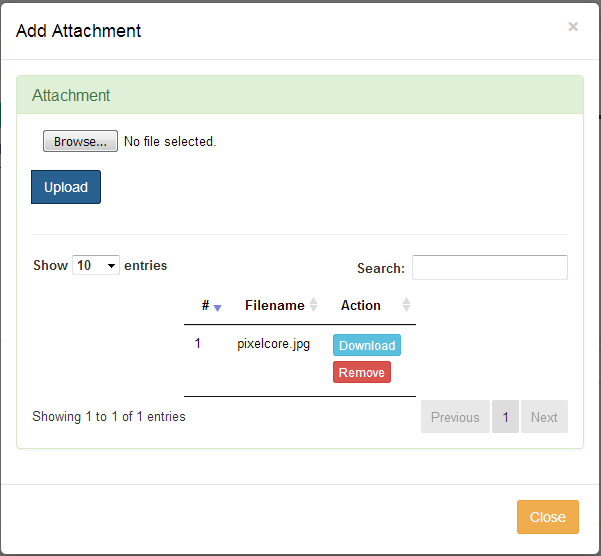 Add Attachment ×
Attachment
Browse... No file selected.
Upload
Show 10 entries Search:
# Filename Action
1 pixelcore.jpg Download
Remove
Showing 1 to 1 of 1 entries Previous 1 Next
Close